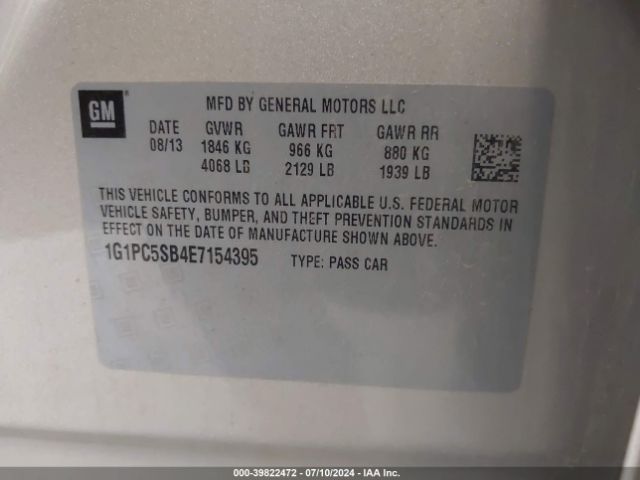 GM
MFD BY GENERAL MOTORS LLC
DATE GVWR GAWR FRT GAWR RR
08/13 1846 KG 966 KG 880 KG
4068 LB 2129 LB 1939 LB
THIS VEHICLE CONFORMS TO ALL APPLICABLE U.S. FEDERAL MOTOR
VEHICLE SAFETY, BUMPER, AND THEFT PREVENTION STANDARDS IN
EFFECT ON THE DATE OF MANUFACTURE SHOWN ABOVE.
1G1PC5SB4E7154395 TYPE: PASS CAR
000-39822472 - 07/10/2024 - IAA Inc.